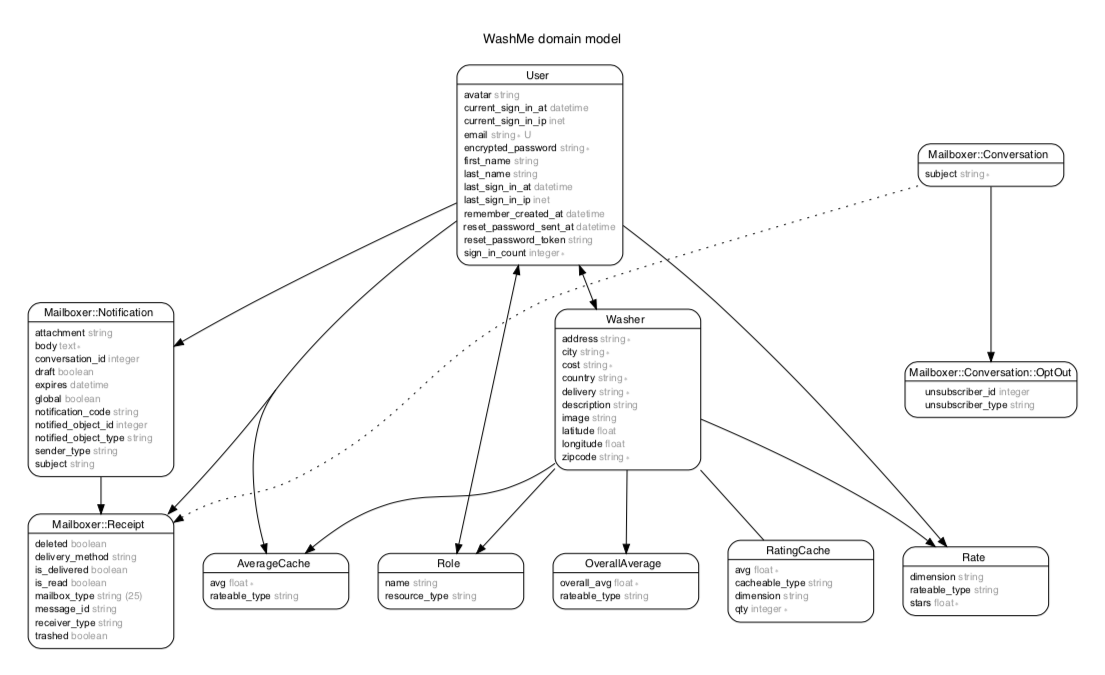 WashMe domain model
User
avatar string
current_sign_in_at datetime
current_sign_in_ip inet
email string∗ U
encrypted_password string∗
first_name string
last_name string
last_sign_in_at datetime
last_sign_in_ip inet
remember_created_at datetime
reset_password_sent_at datetime
reset_password_token string
sign_in_count integer∗
Mailboxer::Conversation
subject string∗
Mailboxer::Notification
attachment string
body text∗
conversation_id integer
draft boolean
expires datetime
global boolean
notification_code string
notified_object_id integer
notified_object_type string
sender_type string
subject string
Washer
address string∗
city string∗
cost string∗
country string∗
delivery string∗
description string
image string
latitude float
longitude float
zipcode string∗
Mailboxer::Conversation::OptOut
unsubscriber_id integer
unsubscriber_type string
Mailboxer::Receipt
deleted boolean
delivery_method string
is_delivered boolean
is_read boolean
mailbox_type string (25)
message_id string
receiver_type string
trashed boolean
AverageCache
avg float∗
rateable_type string
Role
name string
resource_type string
OverallAverage
overall_avg float∗
rateable_type string
RatingCache
avg float∗
cacheable_type string
dimension string
qty integer∗
Rate
dimension string
rateable_type string
stars float∗